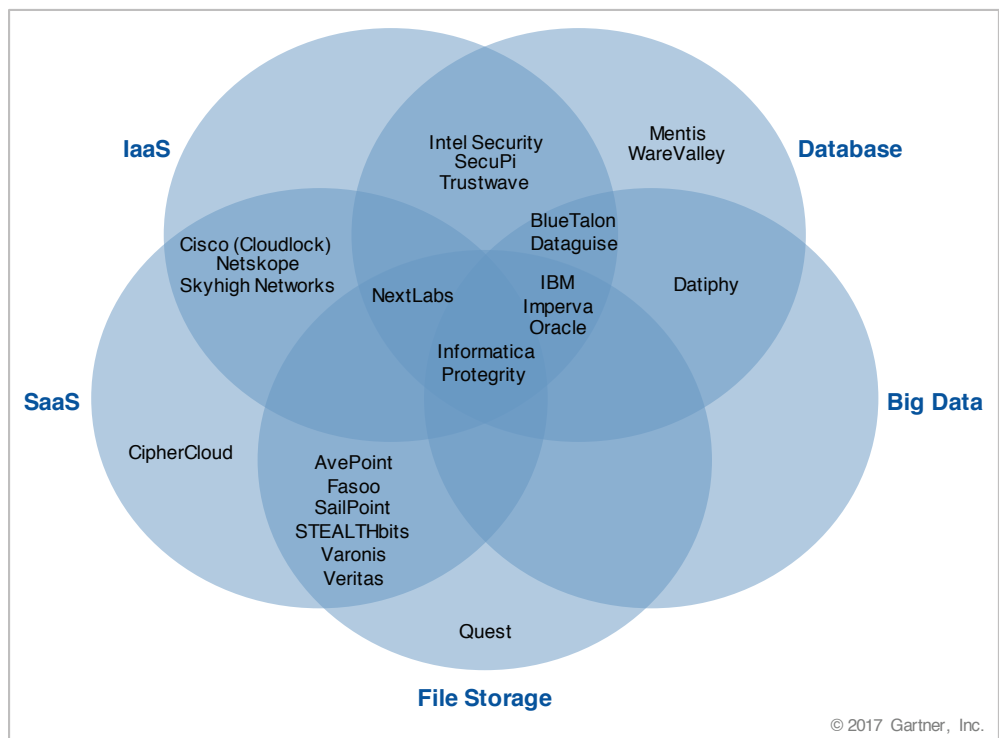 IaaS
Intel Security
SecuPi
Trustwave
Mentis
WareValley
Database
Cisco (Cloudlock)
Netskope
Skyhigh Networks
BlueTalon
Dataguise
NextLabs
IBM
Imperva
Oracle
Datiphy
Informatica
Protegrity
SaaS
Big Data
CipherCloud
AvePoint
Fasoo
SailPoint
STEALTHbits
Varonis
Veritas
Quest
File Storage
© 2017 Gartner, Inc.